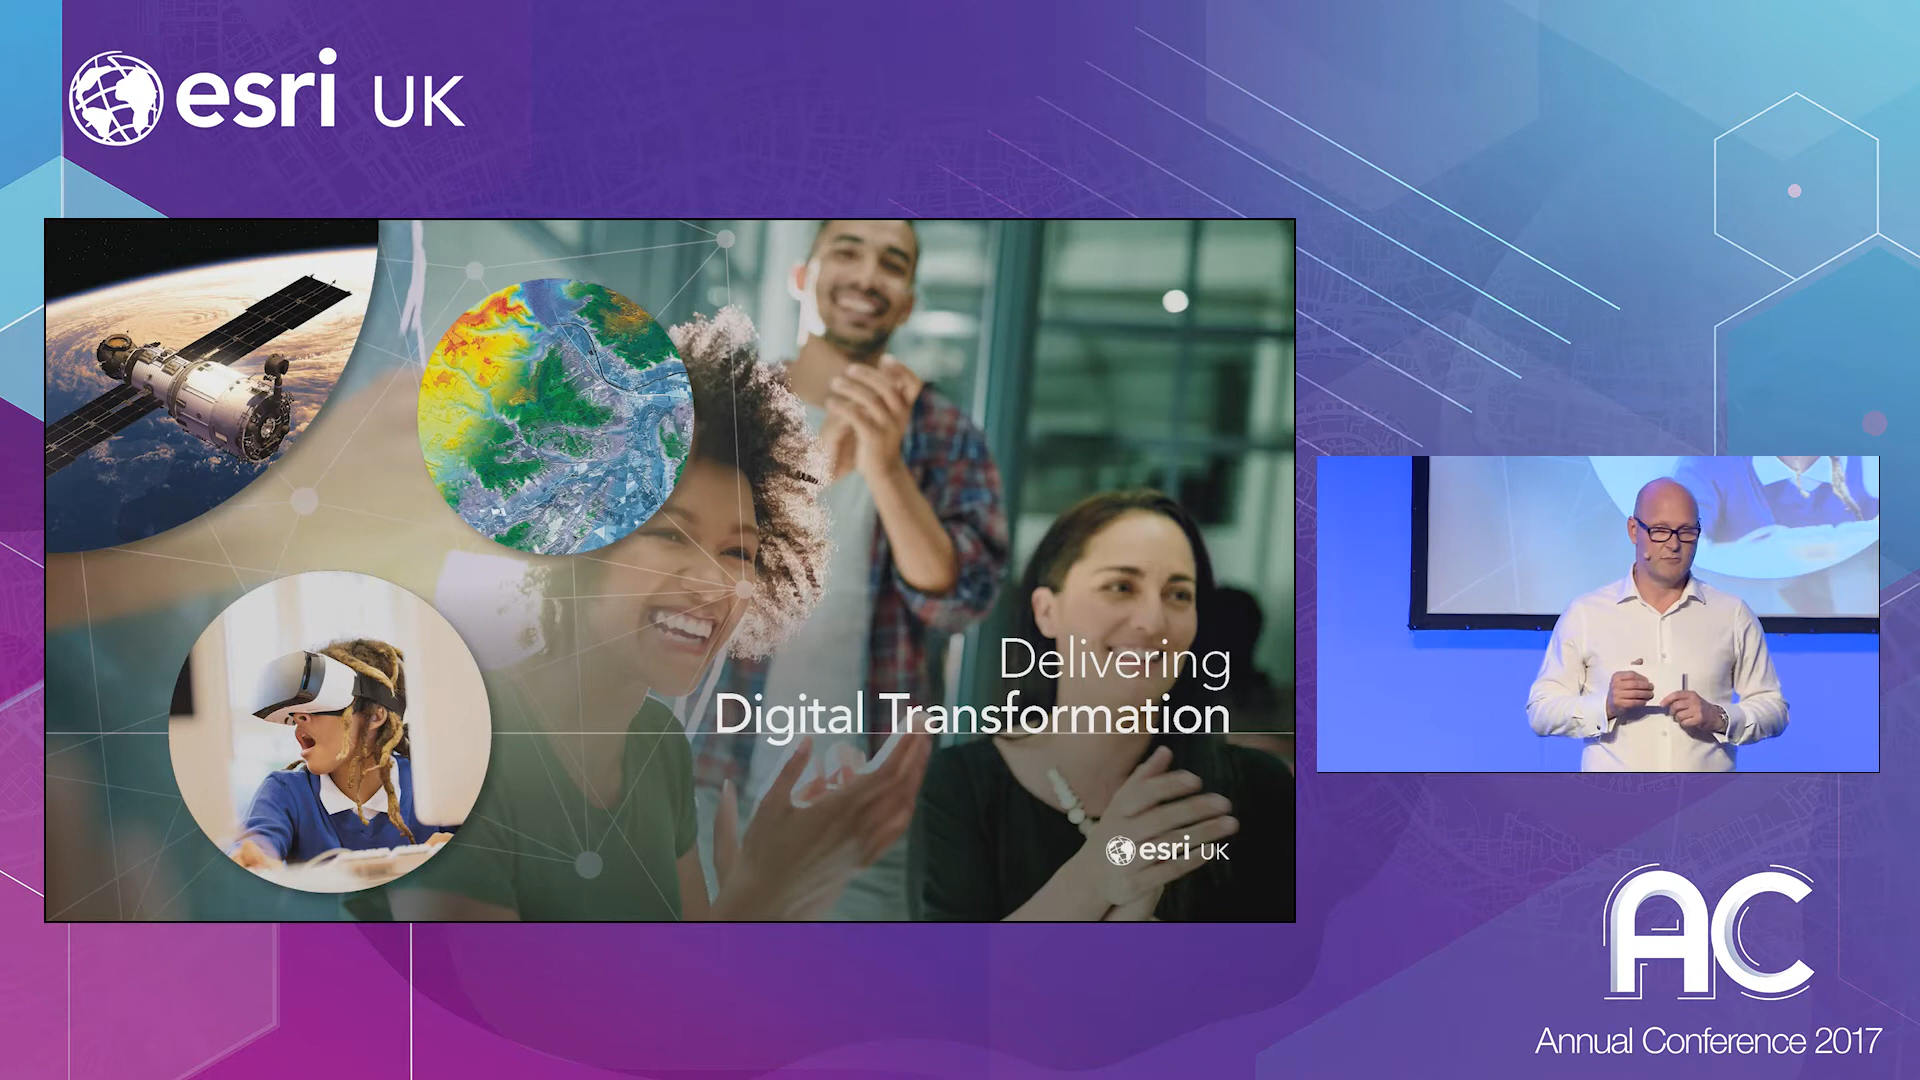 esri UK
Delivering
Digital Transformation
esri UK
AC
Annual Conference 2017